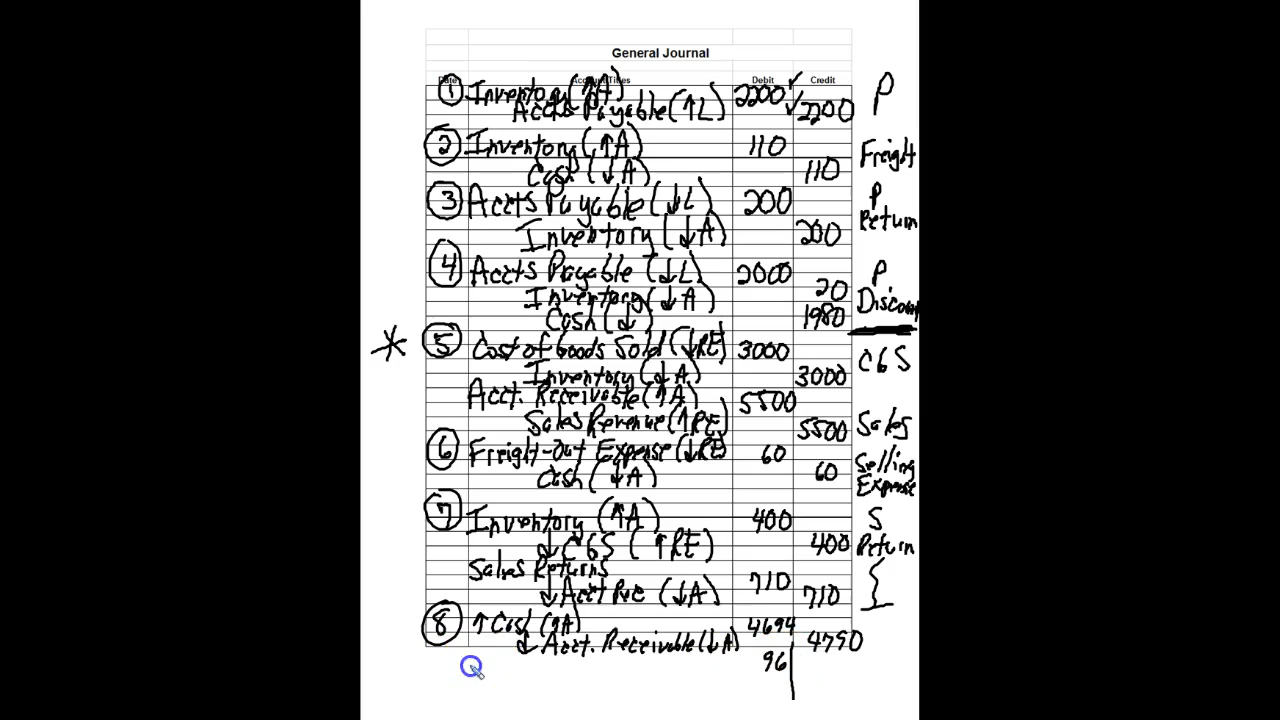 General Journal
Date Account Titles Debit Credit
① Inventory (↑A) 2200 ✓ P
Accts Payable (↑L) ✓ 2200
② Inventory (↑A) 110 Freight
Cash (↓A) 110
③ Accts Payable (↓L) 200 P Return
Inventory (↓A) 200
④ Accts Payable (↓L) 2000 P
Inventory (↓A) 20 Discount
Cash (↓) 1980
* ⑤ Cost of Goods Sold (↓RE) 3000 CGS
Inventory (↓A) 3000
Acct. Receivable (↑A) 5500
Sales Revenue (↑RE) 5500 Sales
⑥ Freight-Out Expense (↓RE) 60 Selling
Cash (↓A) 60 Expense
⑦ Inventory (↑A) 400 S
↓ CGS (↑RE) 400 Return
Sales Returns 710
↓ Acct Rec (↓A) 710
⑧ ↑ Cash (↑A) 4694
↓ Acct. Receivable (↓A) 4790
96